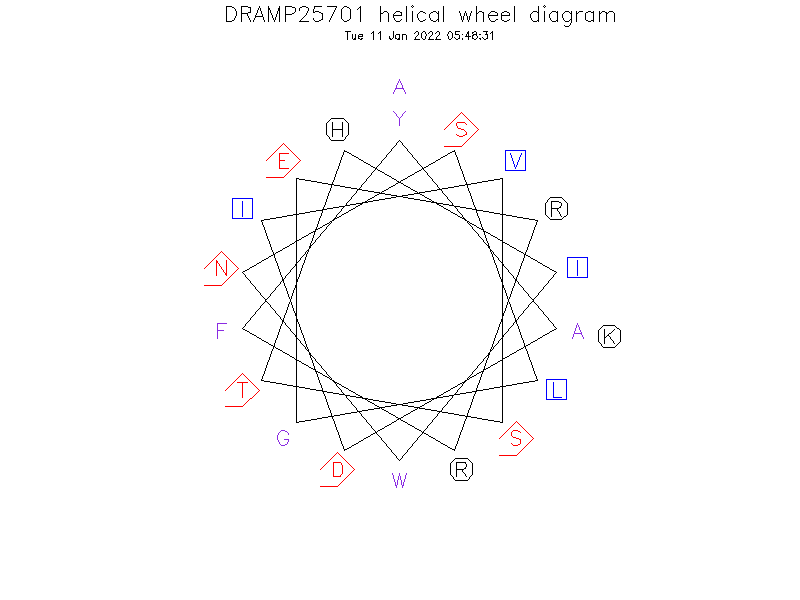 DRAMP25701 helical wheel diagram
Tue 11 Jan 2022 05:48:31
A
Y
H
S
E
V
I
R
N
I
F
A
K
T
L
G
S
D
R
W